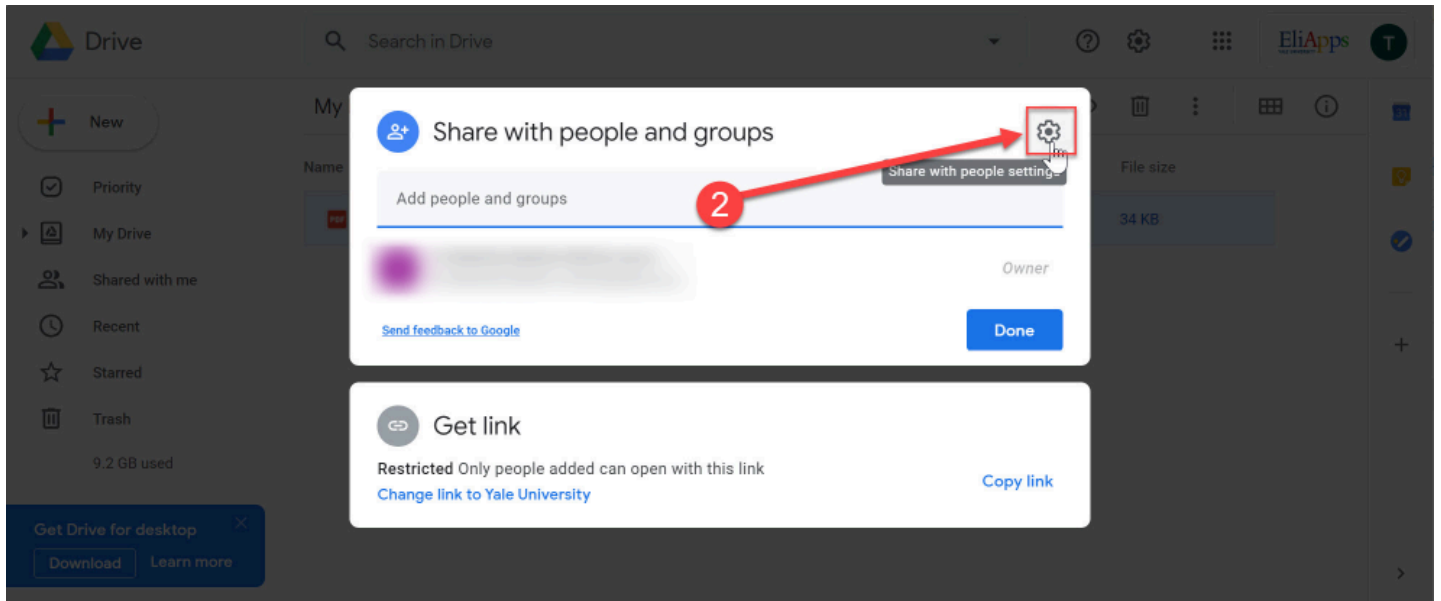 Drive
Search in Drive
EliApps
T
New
My
Share with people and groups
31
Name
Share with people settings
File size
Priority
Add people and groups
2
PDF
34 KB
My Drive
Shared with me
Owner
Recent
Send feedback to Google
Done
Starred
Trash
Get link
9.2 GB used
Restricted Only people added can open with this link
Copy link
Change link to Yale University
Get Drive for desktop
Download
Learn more